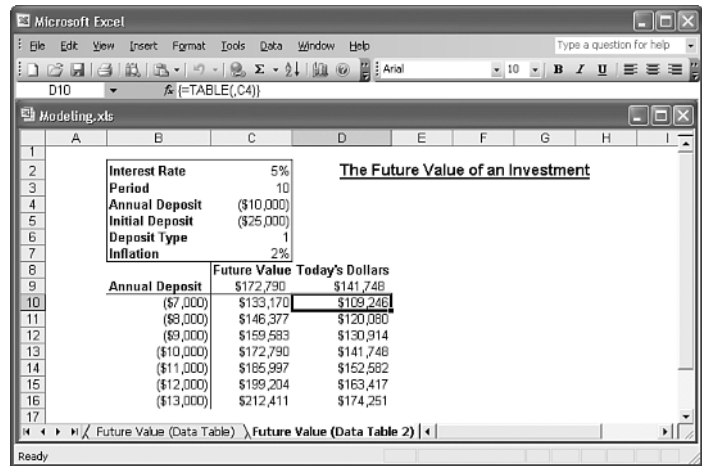 Microsoft Excel
File Edit View Insert Format Tools Data Window Help Type a question for help
Σ Arial 10 B I U
D10 fx {=TABLE(,C4)}
Modeling.xls
A B C D E F G H I
1
2 Interest Rate 5% The Future Value of an Investment
3 Period 10
4 Annual Deposit ($10,000)
5 Initial Deposit ($25,000)
6 Deposit Type 1
7 Inflation 2%
8 Future Value Today's Dollars
9 Annual Deposit $172,790 $141,748
10 ($7,000) $133,170 $109,246
11 ($8,000) $146,377 $120,080
12 ($9,000) $159,583 $130,914
13 ($10,000) $172,790 $141,748
14 ($11,000) $185,997 $152,582
15 ($12,000) $199,204 $163,417
16 ($13,000) $212,411 $174,251
17
Future Value (Data Table) Future Value (Data Table 2)
Ready